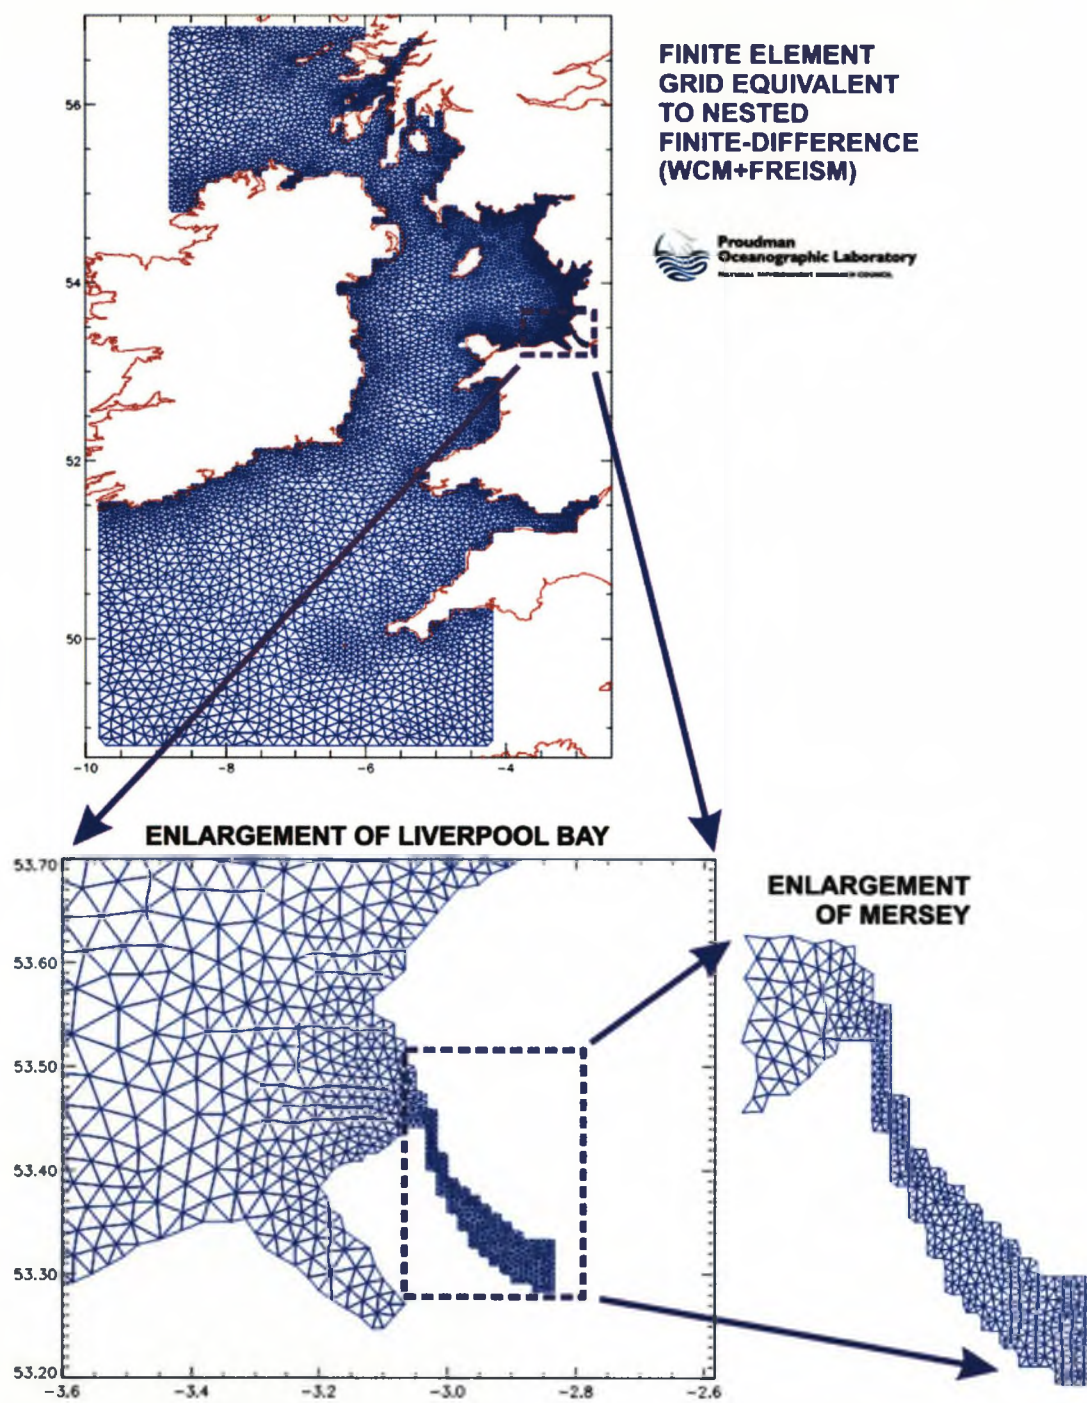 FINITE ELEMENT
GRID EQUIVALENT
TO NESTED
FINITE-DIFFERENCE
(WCM+FREISM)
Proudman
Oceanographic Laboratory
56
54
52
50
-10
-8
-6
-4
ENLARGEMENT OF LIVERPOOL BAY
53.70
53.60
53.50
53.40
53.30
53.20
-3.6
-3.4
-3.2
-3.0
-2.8
-2.6
ENLARGEMENT
OF MERSEY